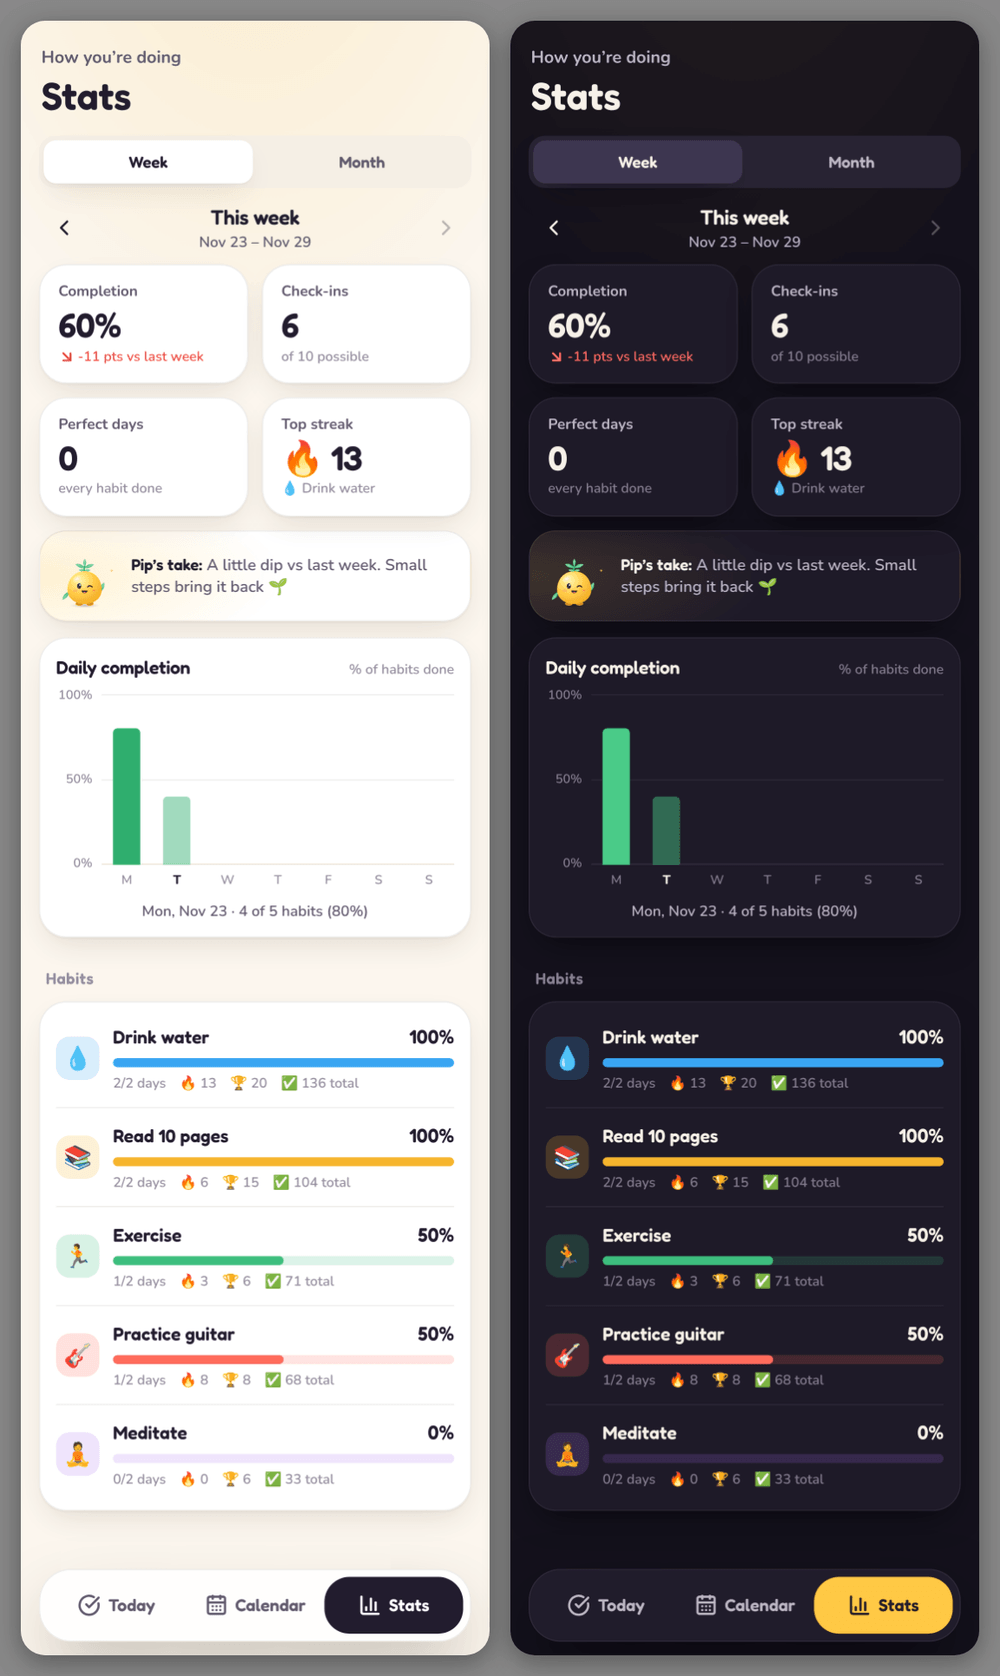 How you're doing
Stats
Week Month
This week
Nov 23 – Nov 29
Completion
60%
-11 pts vs last week
Check-ins
6
of 10 possible
Perfect days
0
every habit done
Top streak
🔥 13
💧 Drink water
Pip's take: A little dip vs last week. Small
steps bring it back 🌱
Daily completion % of habits done
100%
50%
0%
M T W T F S S
Mon, Nov 23 · 4 of 5 habits (80%)
Habits
Drink water 100%
2/2 days 🔥 13 🏆 20 ✅ 136 total
Read 10 pages 100%
2/2 days 🔥 6 🏆 15 ✅ 104 total
Exercise 50%
1/2 days 🔥 3 🏆 6 ✅ 71 total
Practice guitar 50%
1/2 days 🔥 8 🏆 8 ✅ 68 total
Meditate 0%
0/2 days 🔥 0 🏆 6 ✅ 33 total
Today Calendar Stats
How you're doing
Stats
Week Month
This week
Nov 23 – Nov 29
Completion
60%
-11 pts vs last week
Check-ins
6
of 10 possible
Perfect days
0
every habit done
Top streak
🔥 13
💧 Drink water
Pip's take: A little dip vs last week. Small
steps bring it back 🌱
Daily completion % of habits done
100%
50%
0%
M T W T F S S
Mon, Nov 23 · 4 of 5 habits (80%)
Habits
Drink water 100%
2/2 days 🔥 13 🏆 20 ✅ 136 total
Read 10 pages 100%
2/2 days 🔥 6 🏆 15 ✅ 104 total
Exercise 50%
1/2 days 🔥 3 🏆 6 ✅ 71 total
Practice guitar 50%
1/2 days 🔥 8 🏆 8 ✅ 68 total
Meditate 0%
0/2 days 🔥 0 🏆 6 ✅ 33 total
Today Calendar Stats